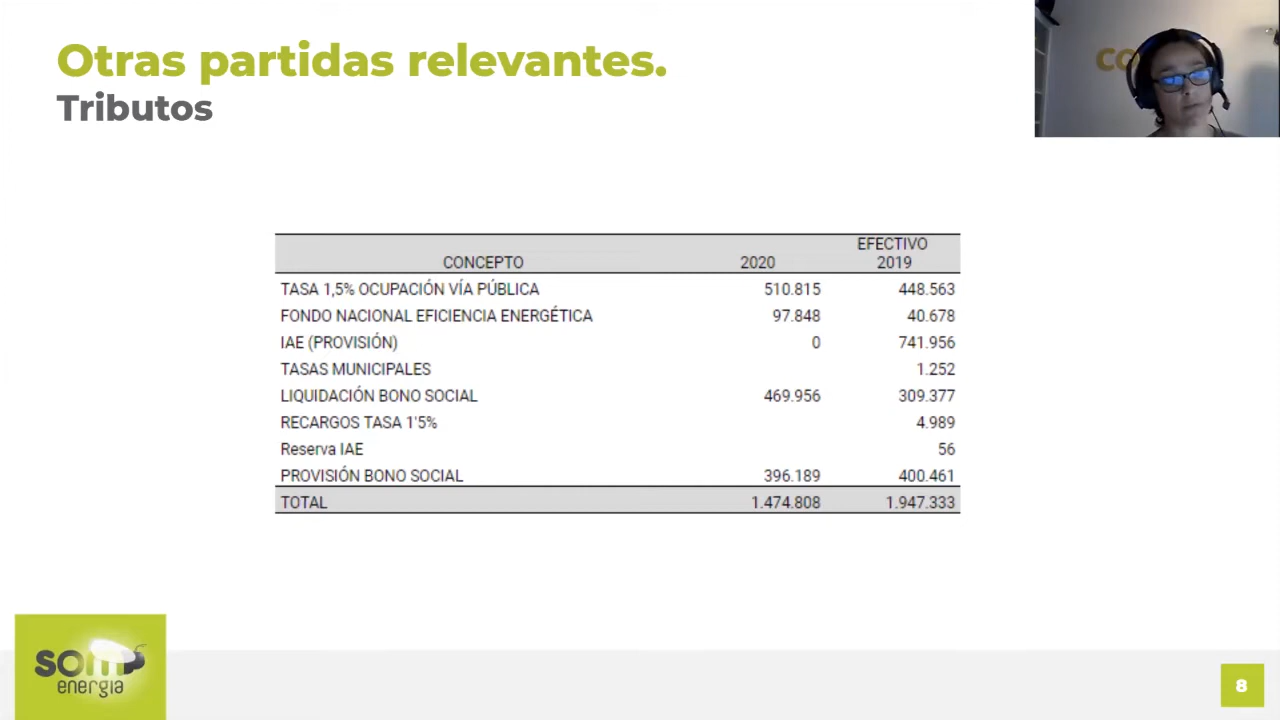 Otras partidas relevantes.
Tributos
CO
CONCEPTO 2020 EFECTIVO 2019
TASA 1,5% OCUPACIÓN VÍA PÚBLICA 510.815 448.563
FONDO NACIONAL EFICIENCIA ENERGÉTICA 97.848 40.678
IAE (PROVISIÓN) 0 741.956
TASAS MUNICIPALES 1.252
LIQUIDACIÓN BONO SOCIAL 469.956 309.377
RECARGOS TASA 1'5% 4.989
Reserva IAE 56
PROVISIÓN BONO SOCIAL 396.189 400.461
TOTAL 1.474.808 1.947.333
som
energia
8